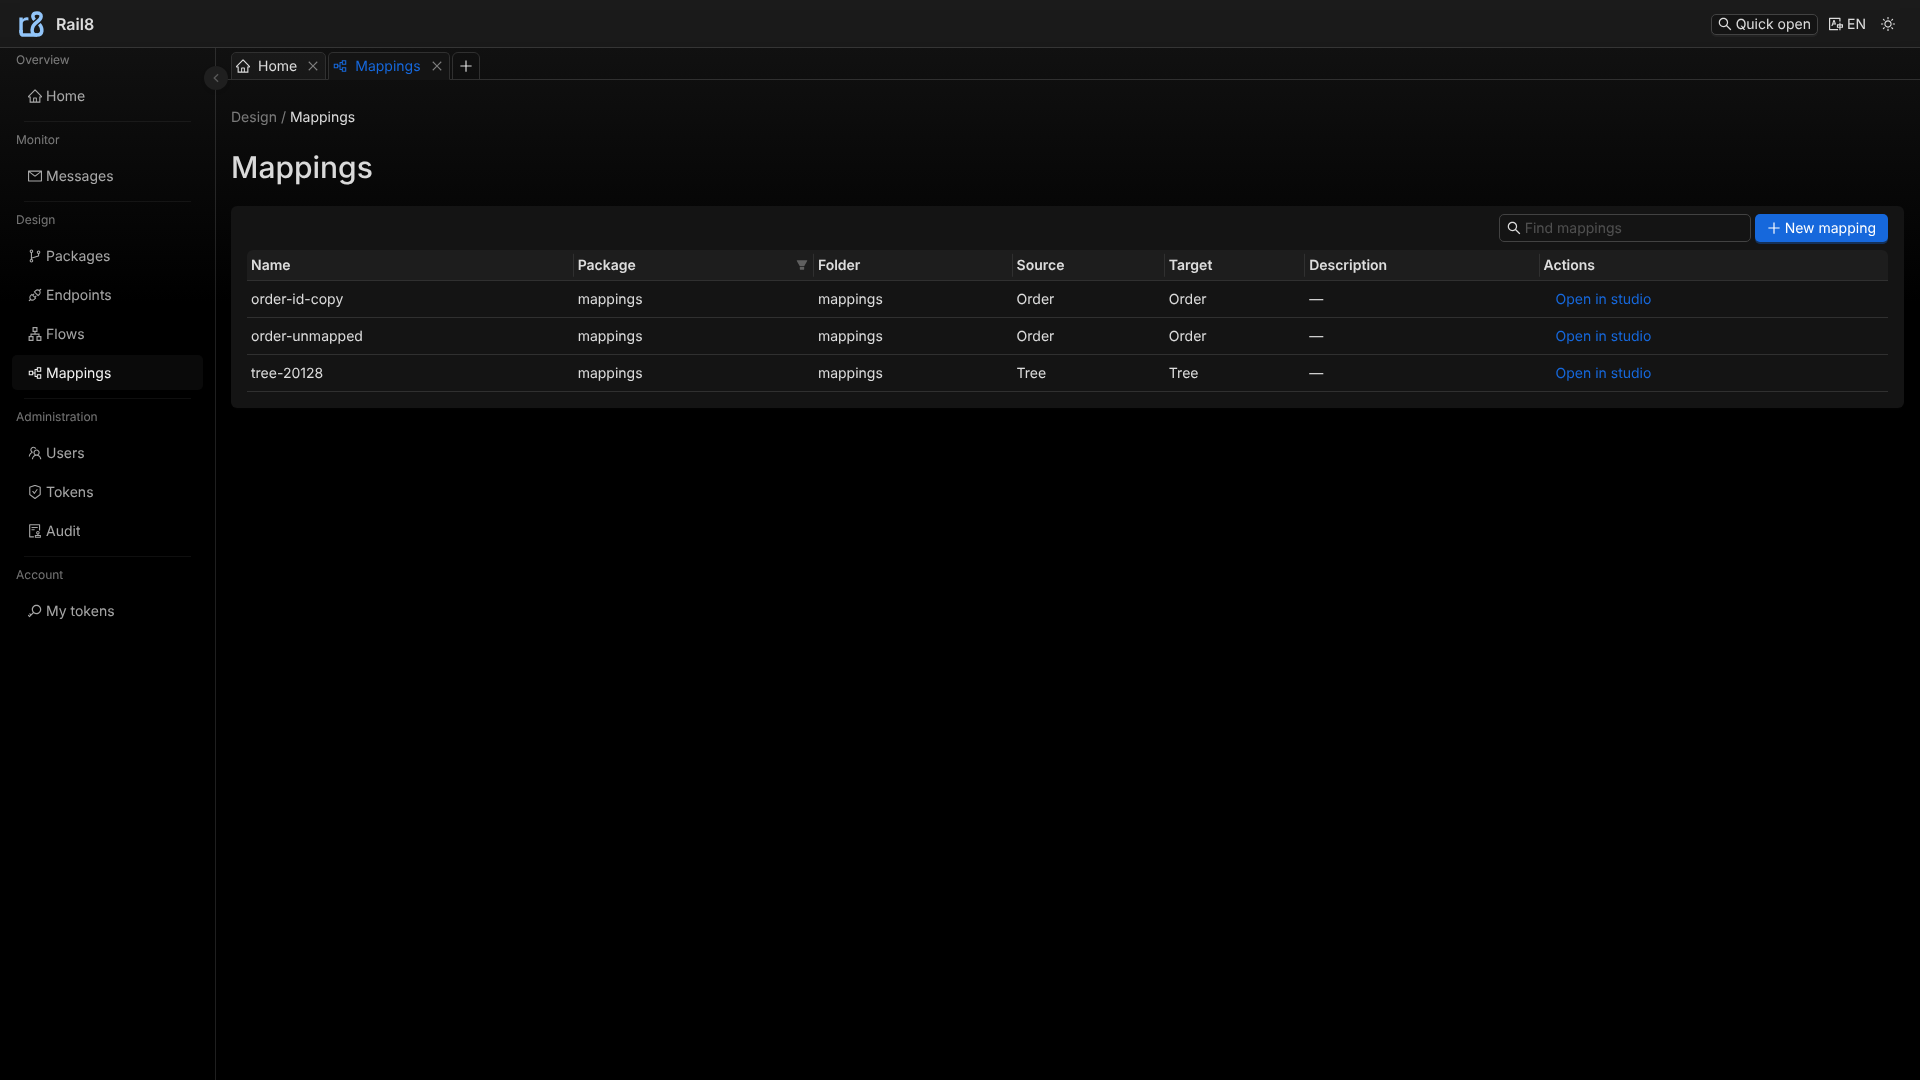 Rail8
Quick open
EN
Overview
Home
Monitor
Messages
Design
Packages
Endpoints
Flows
Mappings
Administration
Users
Tokens
Audit
Account
My tokens
Home
Mappings
Design / Mappings
Mappings
Find mappings
New mapping
Name Package Folder Source Target Description Actions
order-id-copy mappings mappings Order Order — Open in studio
order-unmapped mappings mappings Order Order — Open in studio
tree-20128 mappings mappings Tree Tree — Open in studio